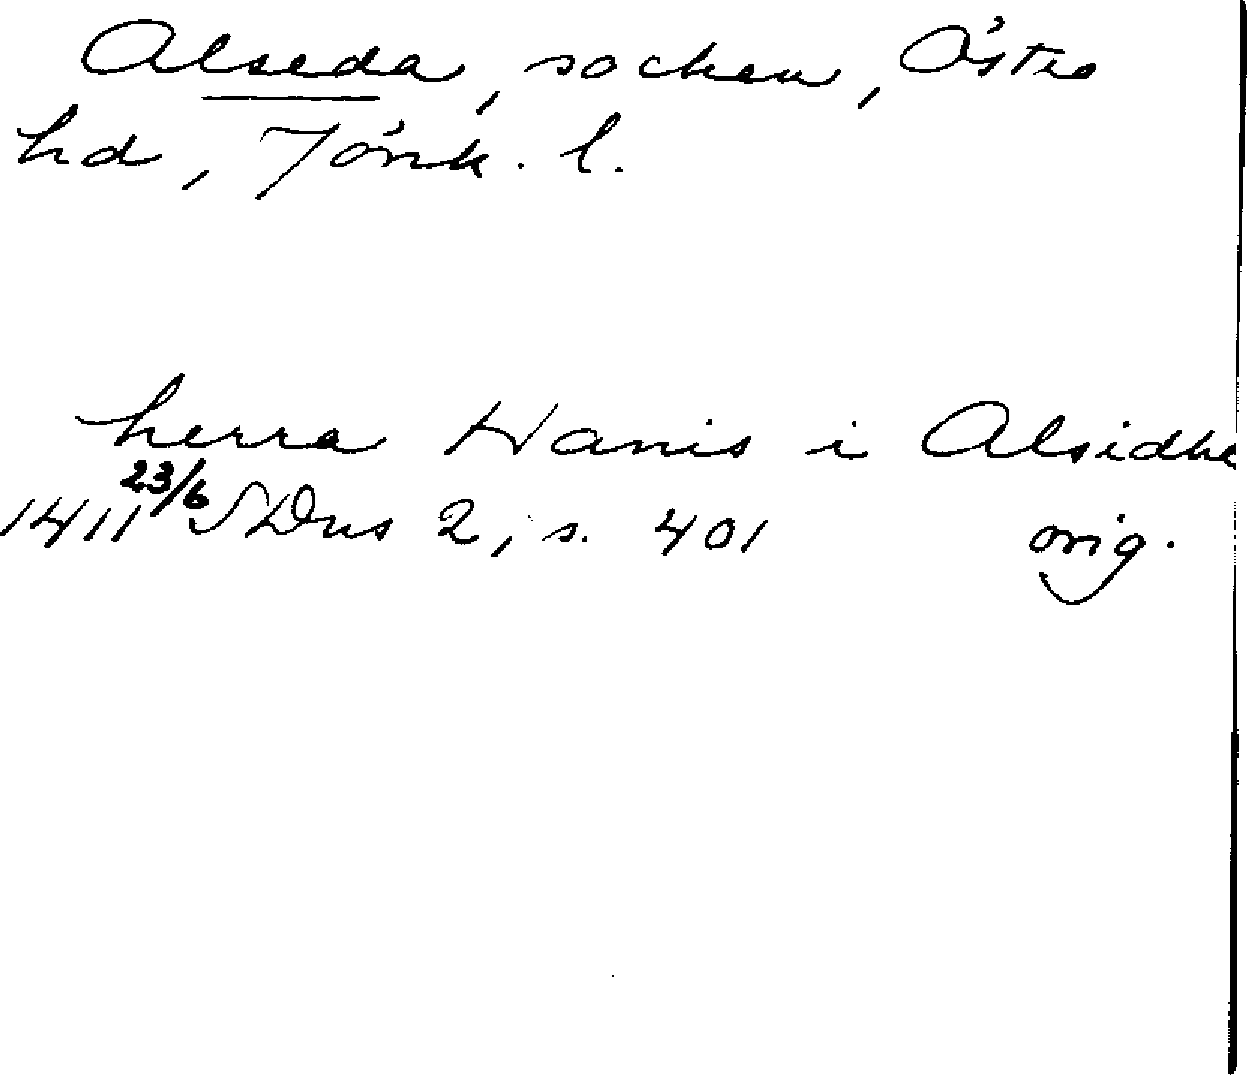 Alseda, socken, Östra
hd, Jönk. l.
herra Hanis i Alsidhe
1411 23/6 SDns 2, s. 401 orig.